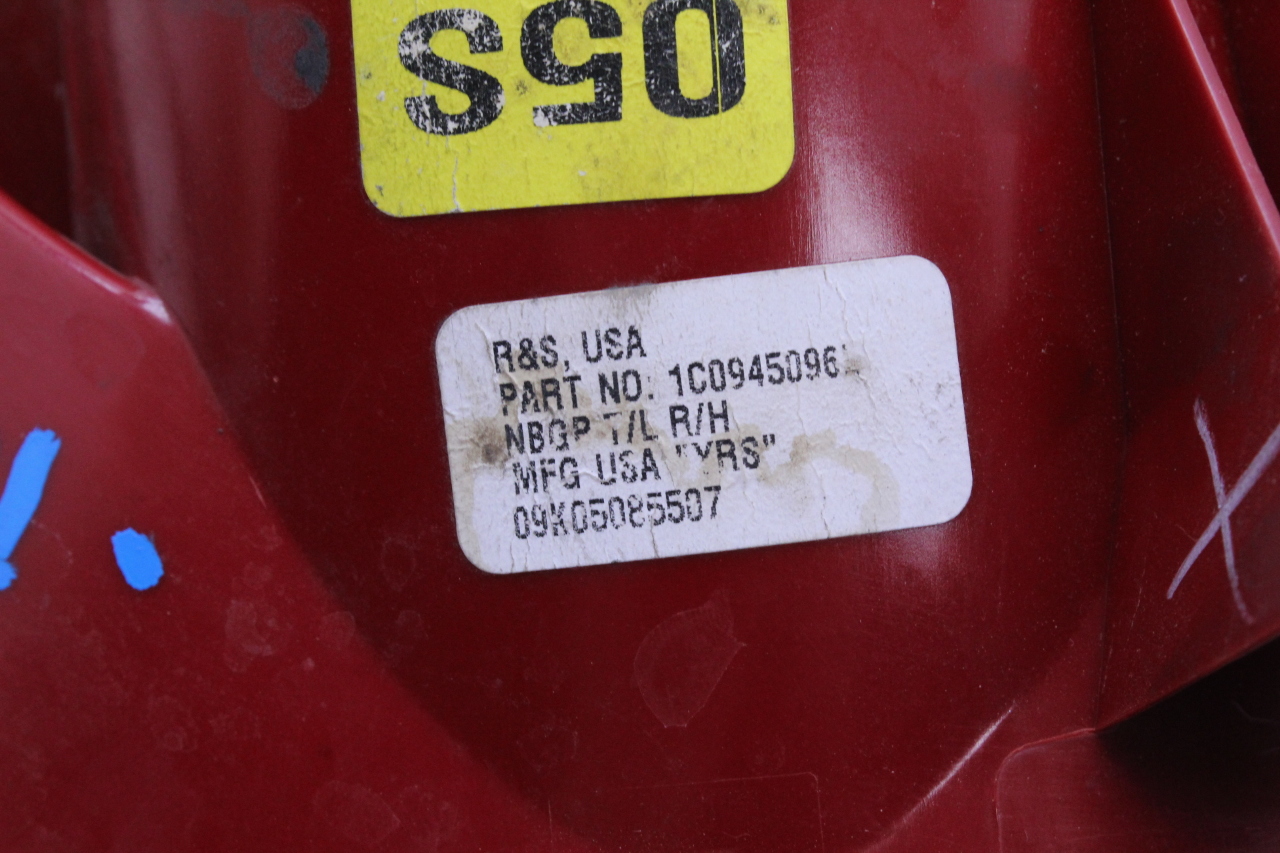 05S
R&S, USA
PART NO: 1C0945096
NBGP T/L R/H
MFG USA "YRS"
09K05085507